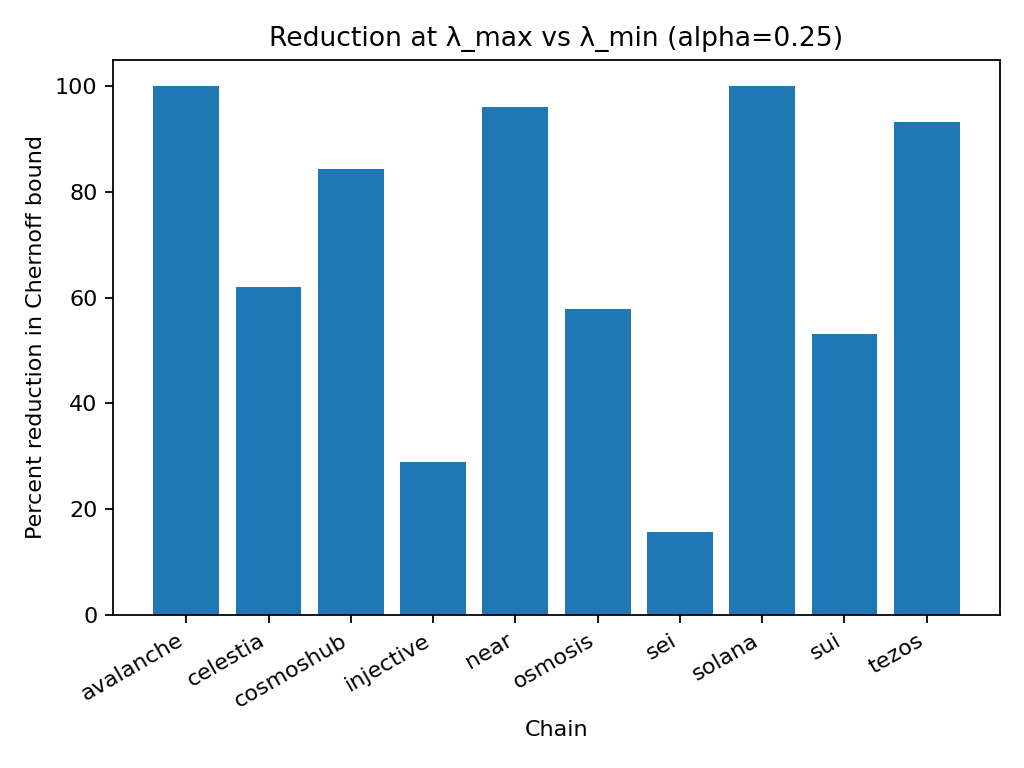 Reduction at λ_max vs λ_min (alpha=0.25)
Percent reduction in Chernoff bound
100
80
60
40
20
0
avalanche
celestia
cosmoshub
injective
near
osmosis
sei
solana
sui
tezos
Chain